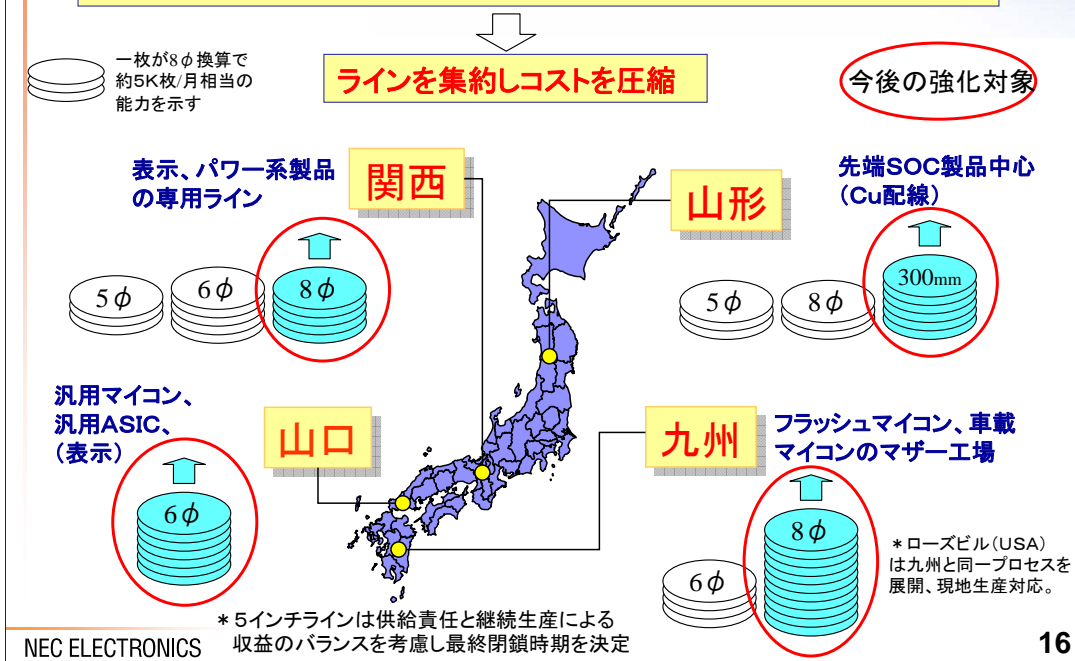 一枚が8φ換算で
約5K枚/月相当の
能力を示す
ラインを集約しコストを圧縮
今後の強化対象
表示、パワー系製品
の専用ライン
関西
5φ
6φ
8φ
山形
先端SOC製品中心
(Cu配線)
5φ
8φ
300mm
汎用マイコン、
汎用ASIC、
(表示)
山口
6φ
九州
フラッシュマイコン、車載
マイコンのマザー工場
6φ
8φ
*ローズビル(USA)
は九州と同一プロセスを
展開、現地生産対応。
*5インチラインは供給責任と継続生産による
収益のバランスを考慮し最終閉鎖時期を決定
NEC ELECTRONICS
16